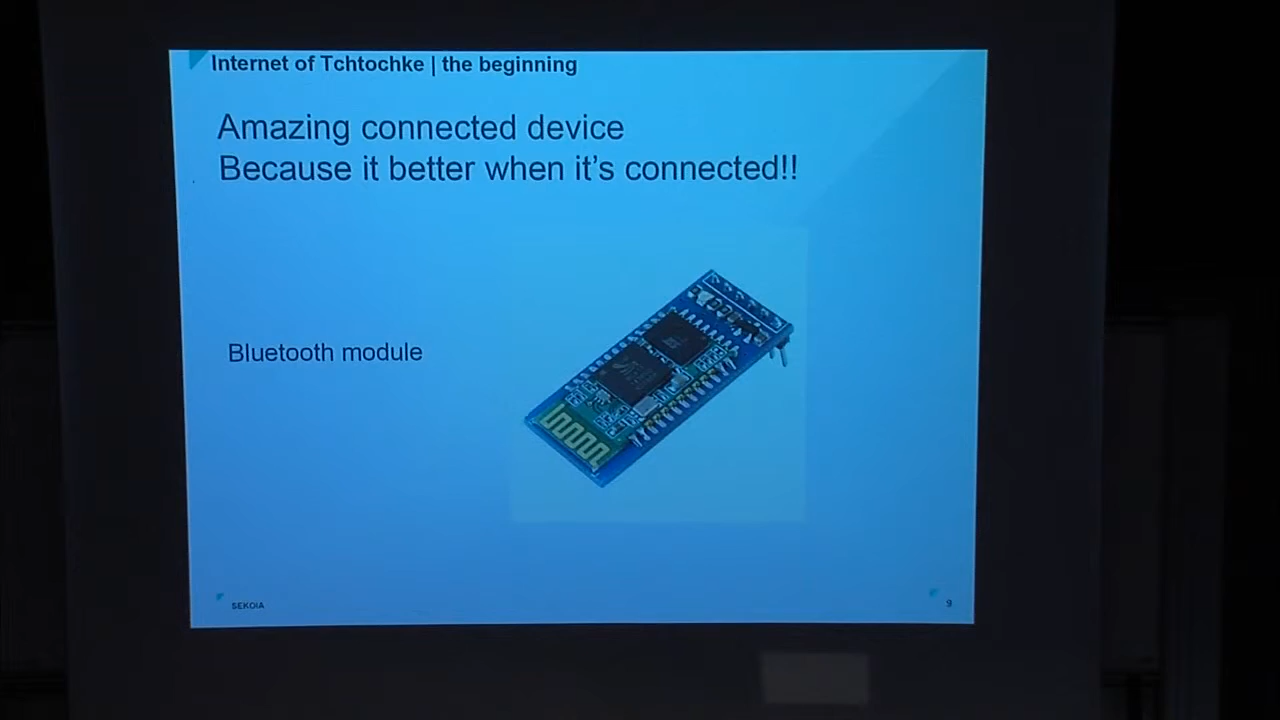 Internet of Tchtochke | the beginning
Amazing connected device
Because it better when it's connected!!
Bluetooth module
SEKOIA
9